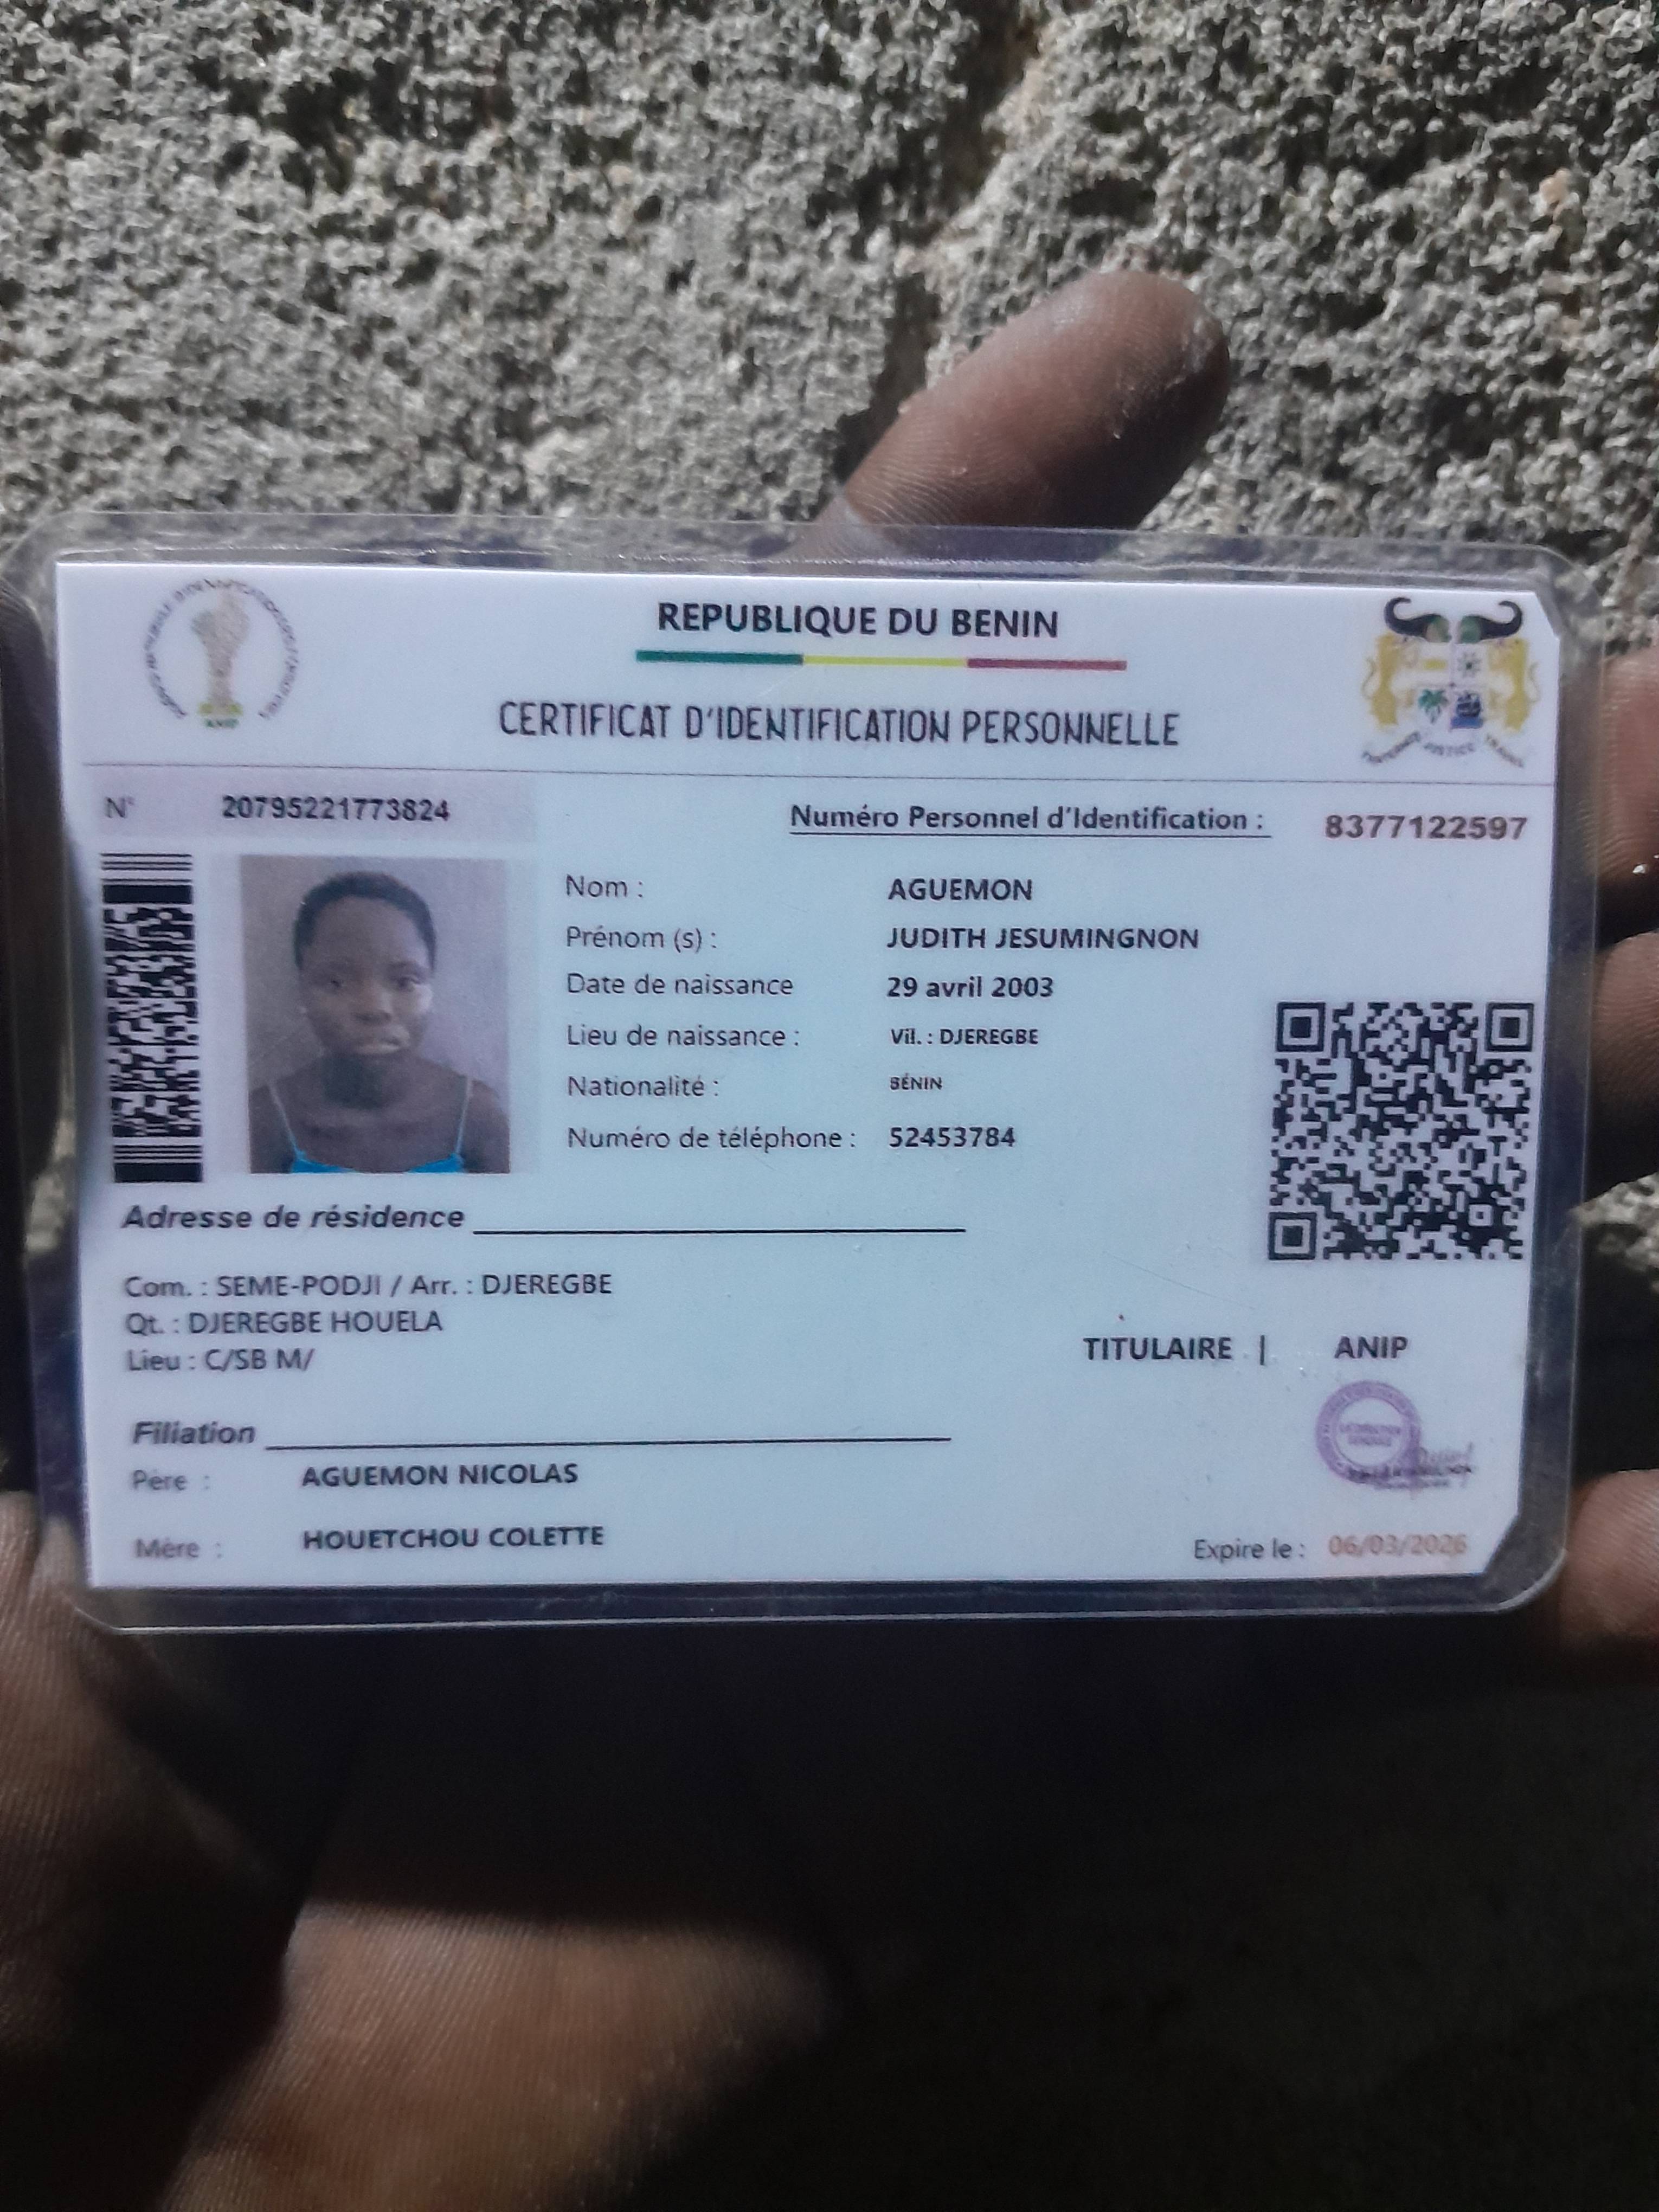 REPUBLIQUE DU BENIN
CERTIFICAT D'IDENTIFICATION PERSONNELLE
ANIP
JUSTICE
N° 20795221773824
Numéro Personnel d'Identification : 8377122597
Nom : AGUEMON
Prénom (s) : JUDITH JESUMINGNON
Date de naissance 29 avril 2003
Lieu de naissance : Vil. : DJEREGBE
Nationalité : BÉNIN
Numéro de téléphone : 52453784
Adresse de résidence
Com. : SEME-PODJI / Arr. : DJEREGBE
Qt. : DJEREGBE HOUELA
Lieu : C/SB M/
TITULAIRE | ANIP
Filiation
Père : AGUEMON NICOLAS
Mère : HOUETCHOU COLETTE
Expire le : 06/03/2026